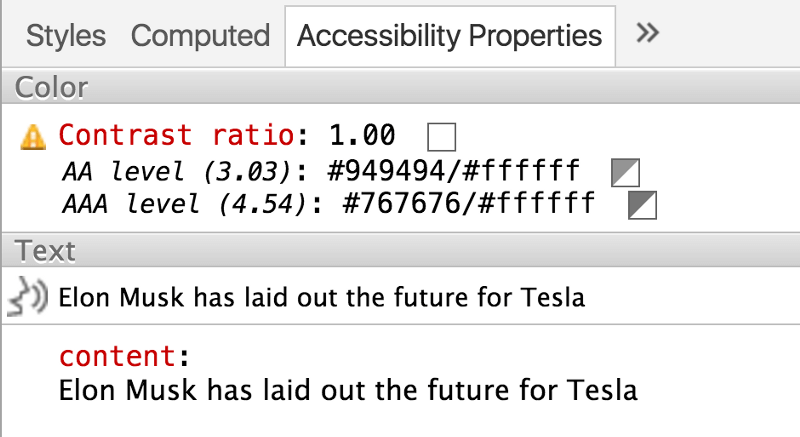 Styles Computed Accessibility Properties »
Color
Contrast ratio: 1.00
AA level (3.03): #949494/#ffffff
AAA level (4.54): #767676/#ffffff
Text
Elon Musk has laid out the future for Tesla
content:
Elon Musk has laid out the future for Tesla